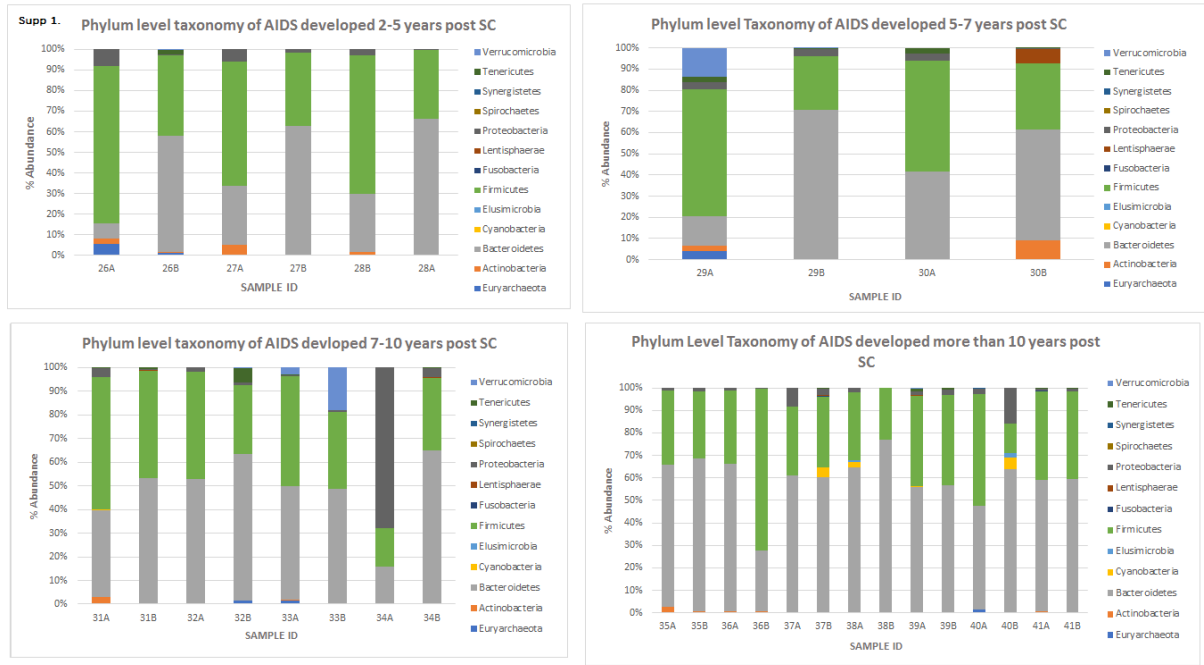 Supp 1.
Phylum level taxonomy of AIDS developed 2-5 years post SC
100%
90%
80%
70%
60%
50%
40%
30%
20%
10%
0%
% Abundance
26A 26B 27A 27B 28B 28A
SAMPLE ID
Verrucomicrobia
Tenericutes
Synergistetes
Spirochaetes
Proteobacteria
Lentisphaerae
Fusobacteria
Firmicutes
Elusimicrobia
Cyanobacteria
Bacteroidetes
Actinobacteria
Euryarchaeota
Phylum level Taxonomy of AIDS developed 5-7 years post SC
100%
90%
80%
70%
60%
50%
40%
30%
20%
10%
0%
% Abundance
29A 29B 30A 30B
SAMPLE ID
Verrucomicrobia
Tenericutes
Synergistetes
Spirochaetes
Proteobacteria
Lentisphaerae
Fusobacteria
Firmicutes
Elusimicrobia
Cyanobacteria
Bacteroidetes
Actinobacteria
Euryarchaeota
Phylum level taxonomy of AIDS devloped 7-10 years post SC
100%
90%
80%
70%
60%
50%
40%
30%
20%
10%
0%
% Abundance
31A 31B 32A 32B 33A 33B 34A 34B
SAMPLE ID
Verrucomicrobia
Tenericutes
Synergistetes
Spirochaetes
Proteobacteria
Lentisphaerae
Fusobacteria
Firmicutes
Elusimicrobia
Cyanobacteria
Bacteroidetes
Actinobacteria
Euryarchaeota
Phylum Level Taxonomy of AIDS developed more than 10 years post
SC
100%
90%
80%
70%
60%
50%
40%
30%
20%
10%
0%
% Abundance
35A 35B 36A 36B 37A 37B 38A 38B 39A 39B 40A 40B 41A 41B
SAMPLE ID
Verrucomicrobia
Tenericutes
Synergistetes
Spirochaetes
Proteobacteria
Lentisphaerae
Fusobacteria
Firmicutes
Elusimicrobia
Cyanobacteria
Bacteroidetes
Actinobacteria
Euryarchaeota